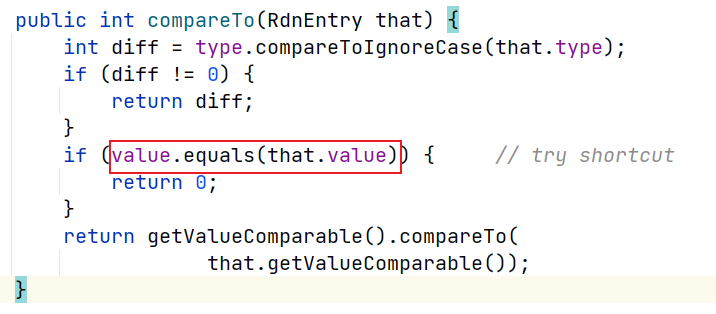 public int compareTo(RdnEntry that) {
    int diff = type.compareToIgnoreCase(that.type);
    if (diff != 0) {
        return diff;
    }
    if (value.equals(that.value)) {     // try shortcut
        return 0;
    }
    return getValueComparable().compareTo(
                that.getValueComparable());
}